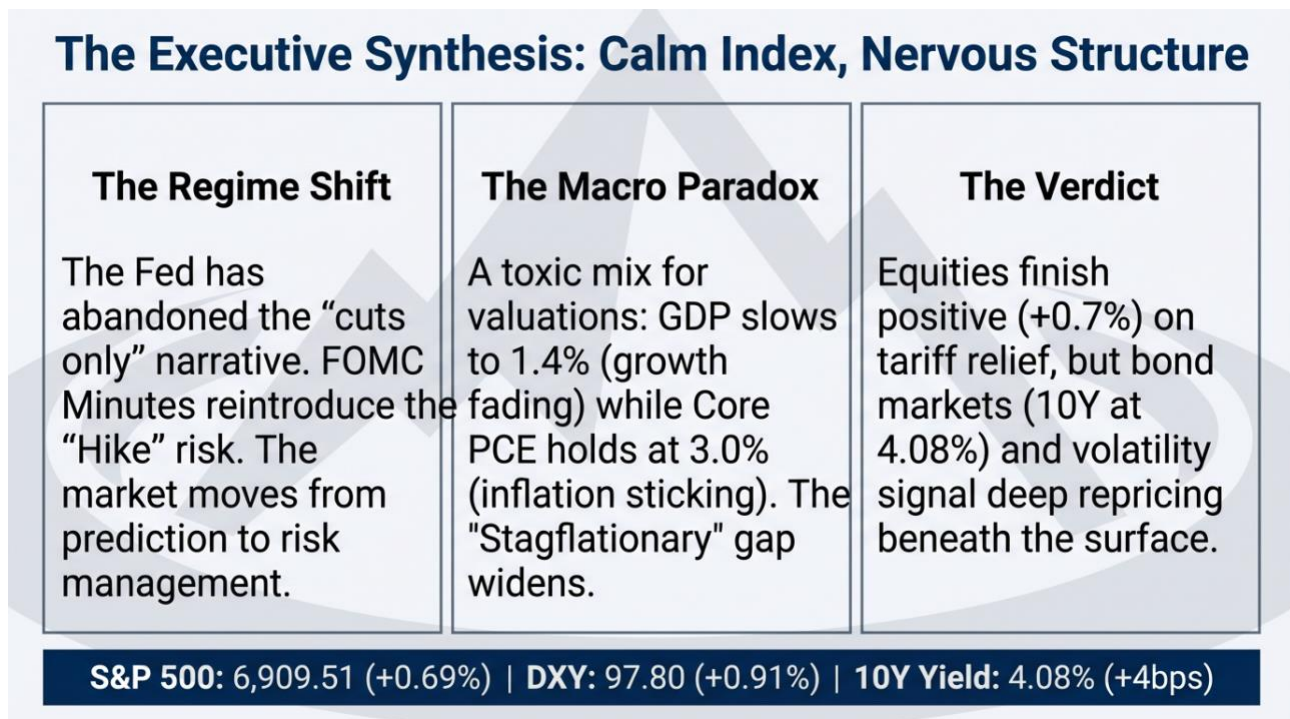 The Executive Synthesis: Calm Index, Nervous Structure
The Regime Shift
The Fed has
abandoned the “cuts
only” narrative. FOMC
Minutes reintroduce the
“Hike” risk. The
market moves from
prediction to risk
management.
The Macro Paradox
A toxic mix for
valuations: GDP slows
to 1.4% (growth
fading) while Core
PCE holds at 3.0%
(inflation sticking). The
"Stagflationary" gap
widens.
The Verdict
Equities finish
positive (+0.7%) on
tariff relief, but bond
markets (10Y at
4.08%) and volatility
signal deep repricing
beneath the surface.
S&P 500: 6,909.51 (+0.69%) | DXY: 97.80 (+0.91%) | 10Y Yield: 4.08% (+4bps)